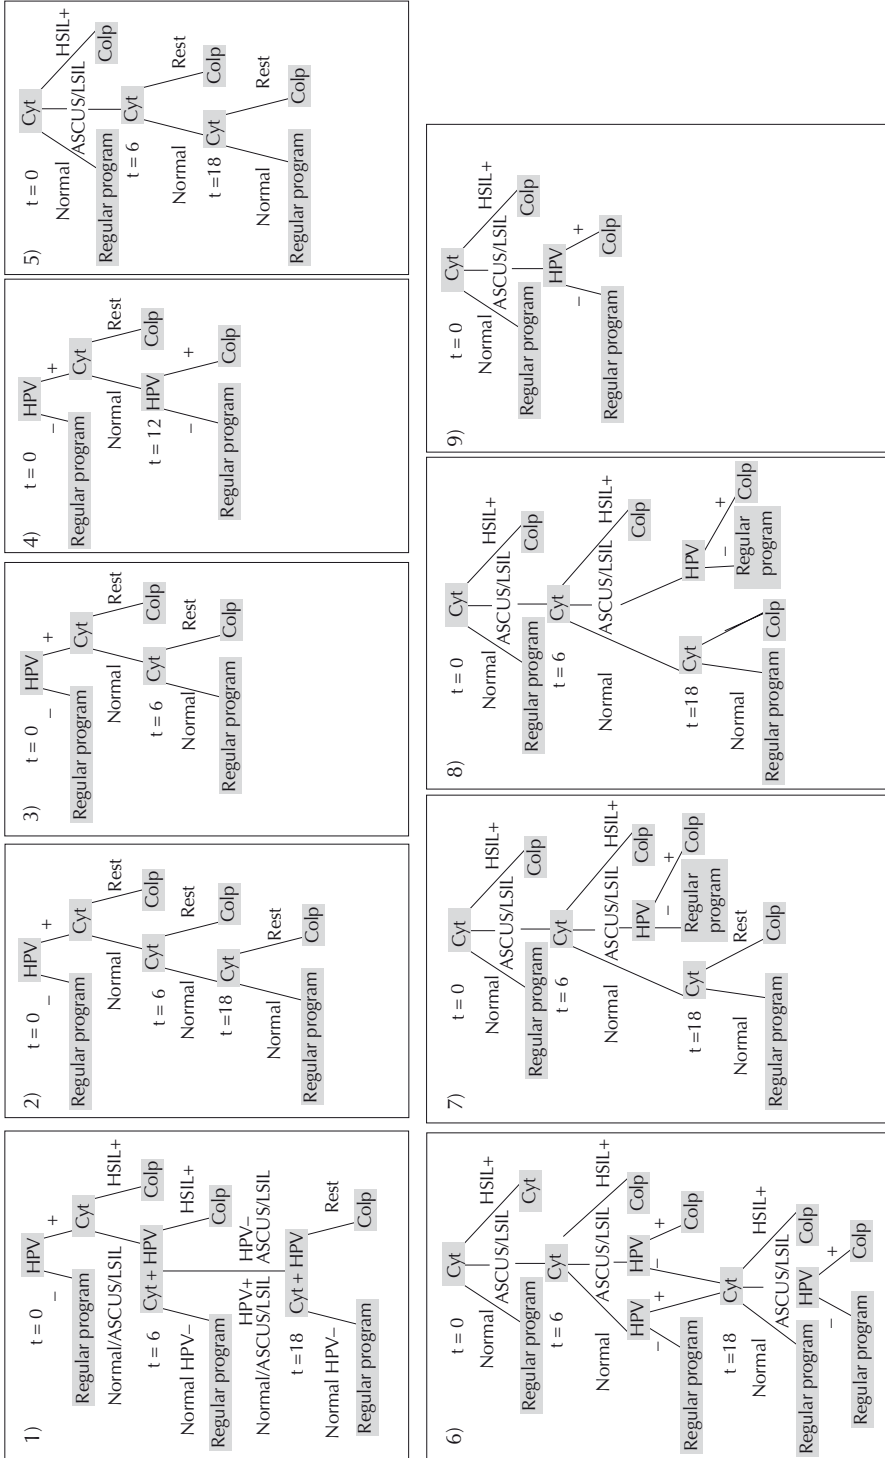 1)
t = 0
HPV
–
+
Regular program
Cyt
Normal/ASCUS/LSIL
HSIL+
t = 6
Cyt + HPV
Colp
Normal HPV–
HSIL+
Regular program
Colp
HPV+
Normal/ASCUS/LSIL
HPV–
ASCUS/LSIL
t =18
Cyt + HPV
Normal HPV–
Rest
Regular program
Colp
2)
t = 0
HPV
–
+
Regular program
Cyt
Normal
Rest
t = 6
Cyt
Colp
Normal
Rest
t =18
Cyt
Colp
Normal
Rest
Regular program
Colp
3)
t = 0
HPV
–
+
Regular program
Cyt
Normal
Rest
t = 6
Cyt
Colp
Normal
Rest
Regular program
Colp
4)
t = 0
HPV
–
+
Regular program
Cyt
Normal
Rest
t = 12
HPV
Colp
–
+
Regular program
Colp
5)
t = 0
Cyt
Normal
ASCUS/LSIL
HSIL+
Regular program
Colp
t = 6
Cyt
Normal
Rest
t =18
Cyt
Colp
Normal
Rest
Regular program
Colp
6)
t = 0
Cyt
Normal
ASCUS/LSIL
HSIL+
Regular program
Cyt
t = 6
Cyt
Normal
ASCUS/LSIL
HSIL+
HPV
HPV
Colp
–
+
–
+
Regular program
Colp
t =18
Cyt
Normal
ASCUS/LSIL
HSIL+
Regular program
HPV
Colp
–
+
Regular program
Colp
7)
t = 0
Cyt
Normal
ASCUS/LSIL
HSIL+
Regular program
Colp
t = 6
Cyt
Normal
ASCUS/LSIL
HSIL+
HPV
Colp
–
+
Regular
program
Colp
t =18
Cyt
Normal
Rest
Regular program
Colp
8)
t = 0
Cyt
Normal
ASCUS/LSIL
HSIL+
Regular program
Colp
t = 6
Cyt
Normal
ASCUS/LSIL
HSIL+
Colp
HPV
–
+
Regular
program
Colp
t =18
Cyt
Normal
Regular program
Colp
9)
t = 0
Cyt
Normal
ASCUS/LSIL
HSIL+
Regular program
Colp
HPV
–
+
Regular program
Colp